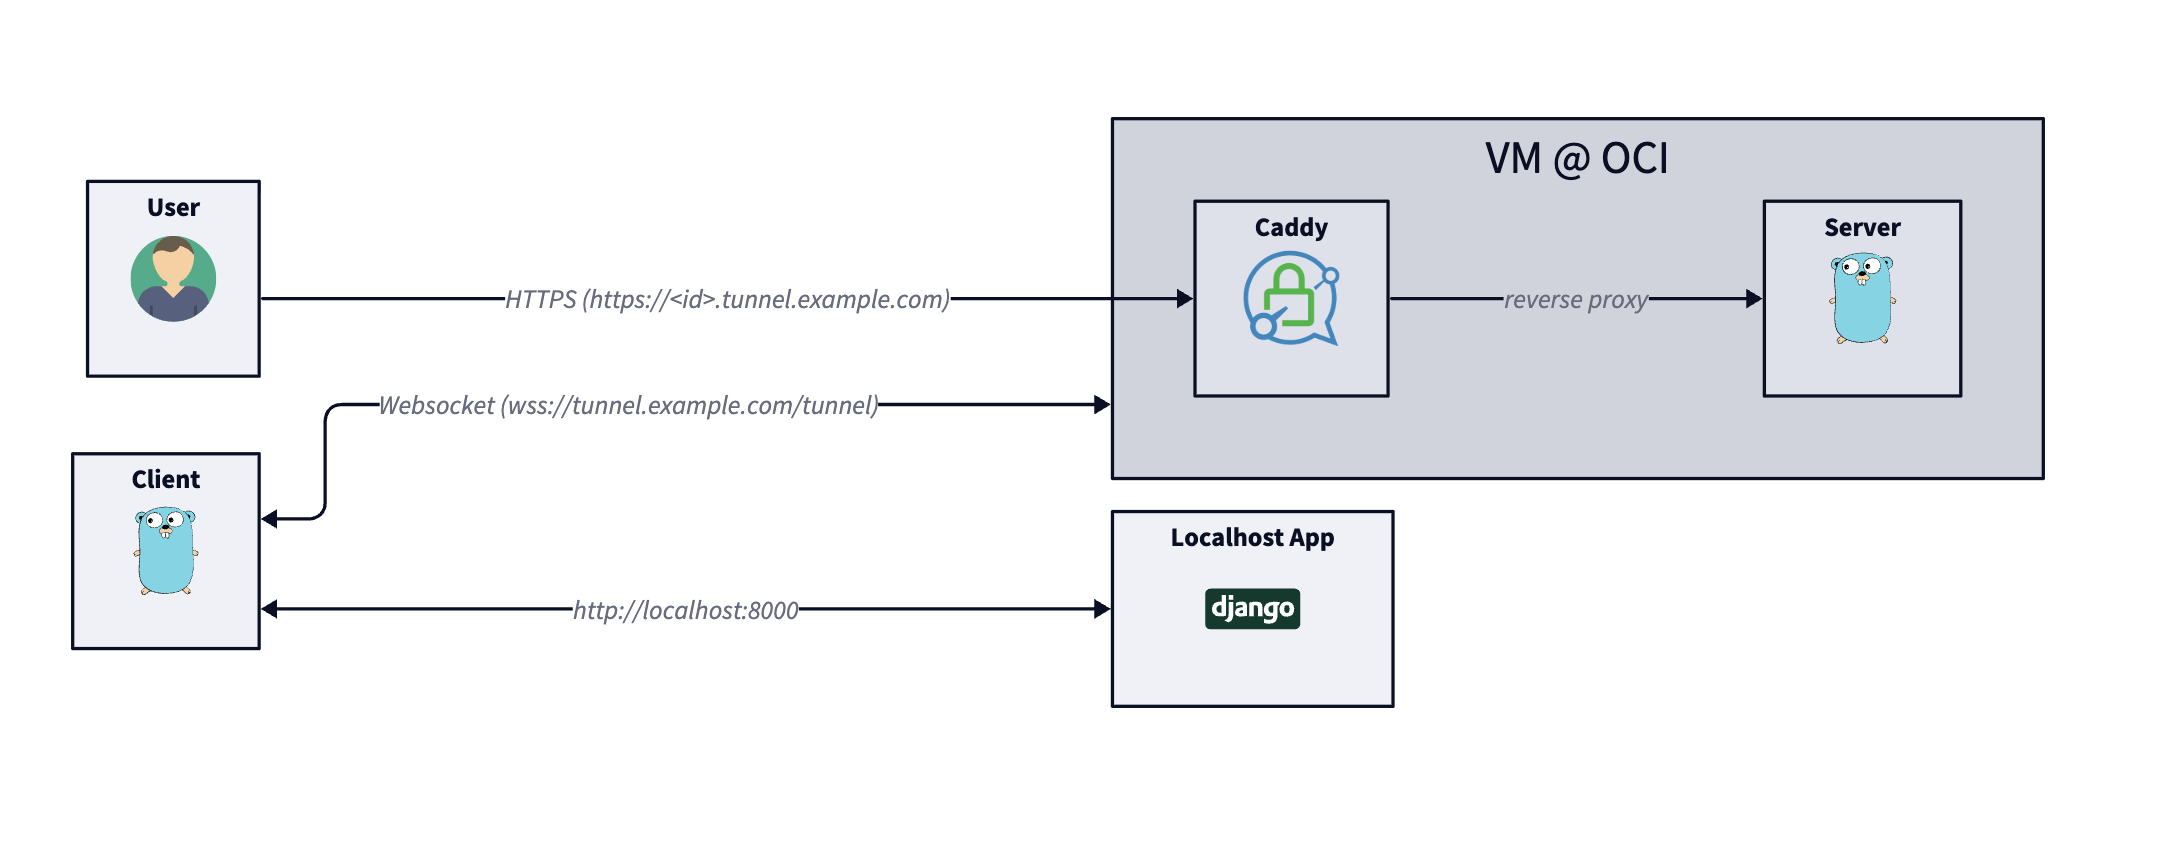 VM @ OCI
User
Caddy
Server
HTTPS (https://<id>.tunnel.example.com)
reverse proxy
Websocket (wss://tunnel.example.com/tunnel)
Client
Localhost App
http://localhost:8000
django